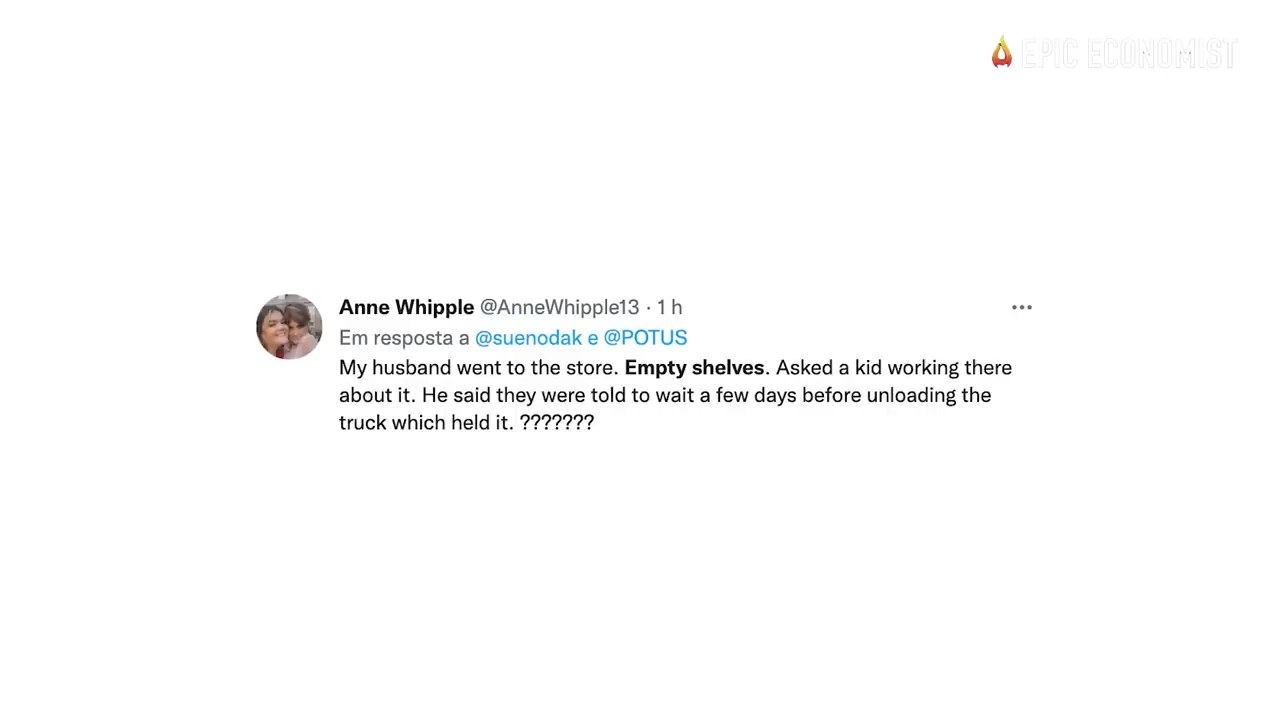 EPIC ECONOMIST
Anne Whipple @AnneWhipple13 · 1 h
Em resposta a @suenodak e @POTUS
My husband went to the store. Empty shelves. Asked a kid working there
about it. He said they were told to wait a few days before unloading the
truck which held it. ???????